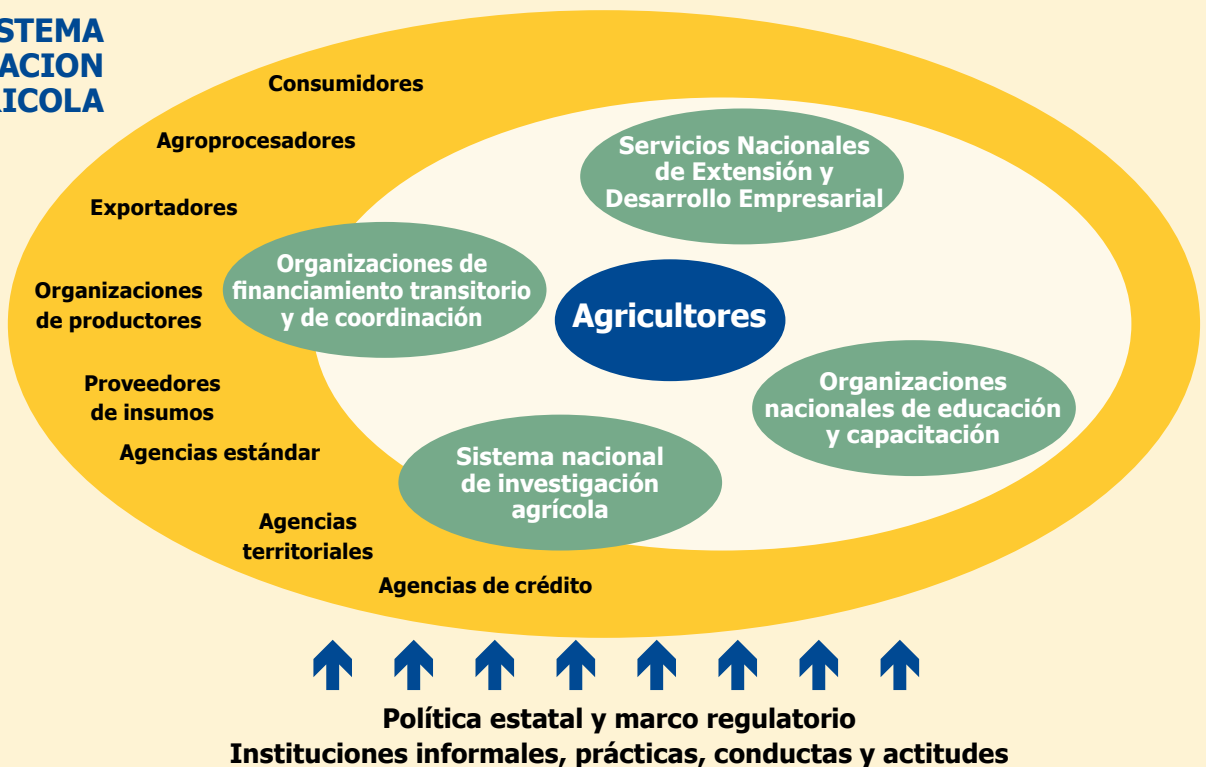 STEMA
ACION
RICOLA
Consumidores
Agroprocesadores
Exportadores
Organizaciones
de productores
Proveedores
de insumos
Agencias estándar
Agencias
territoriales
Agencias de crédito
Servicios Nacionales
de Extensión y
Desarrollo Empresarial
Organizaciones de
financiamiento transitorio
y de coordinación
Agricultores
Organizaciones
nacionales de educación
y capacitación
Sistema nacional
de investigación
agrícola
Política estatal y marco regulatorio
Instituciones informales, prácticas, conductas y actitudes